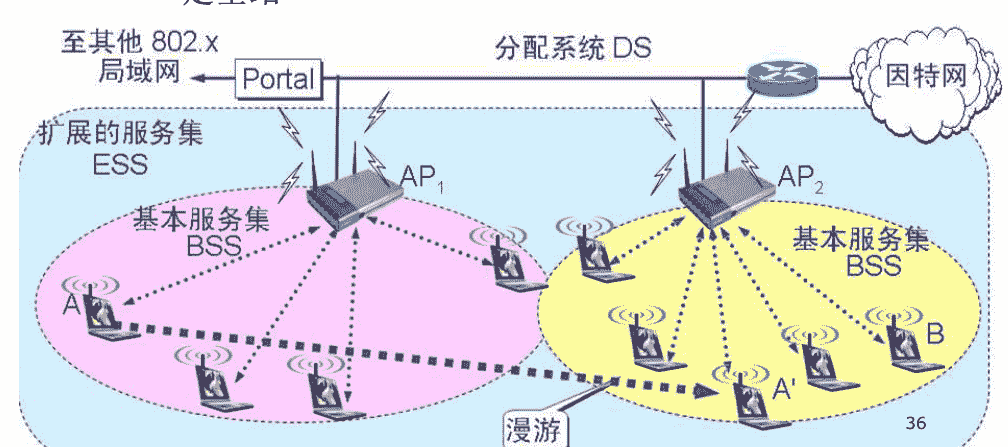 至其他 802.x
局域网
Portal
分配系统 DS
因特网
扩展的服务集
ESS
AP1
AP2
基本服务集
BSS
基本服务集
BSS
A
B
A'
漫游
36